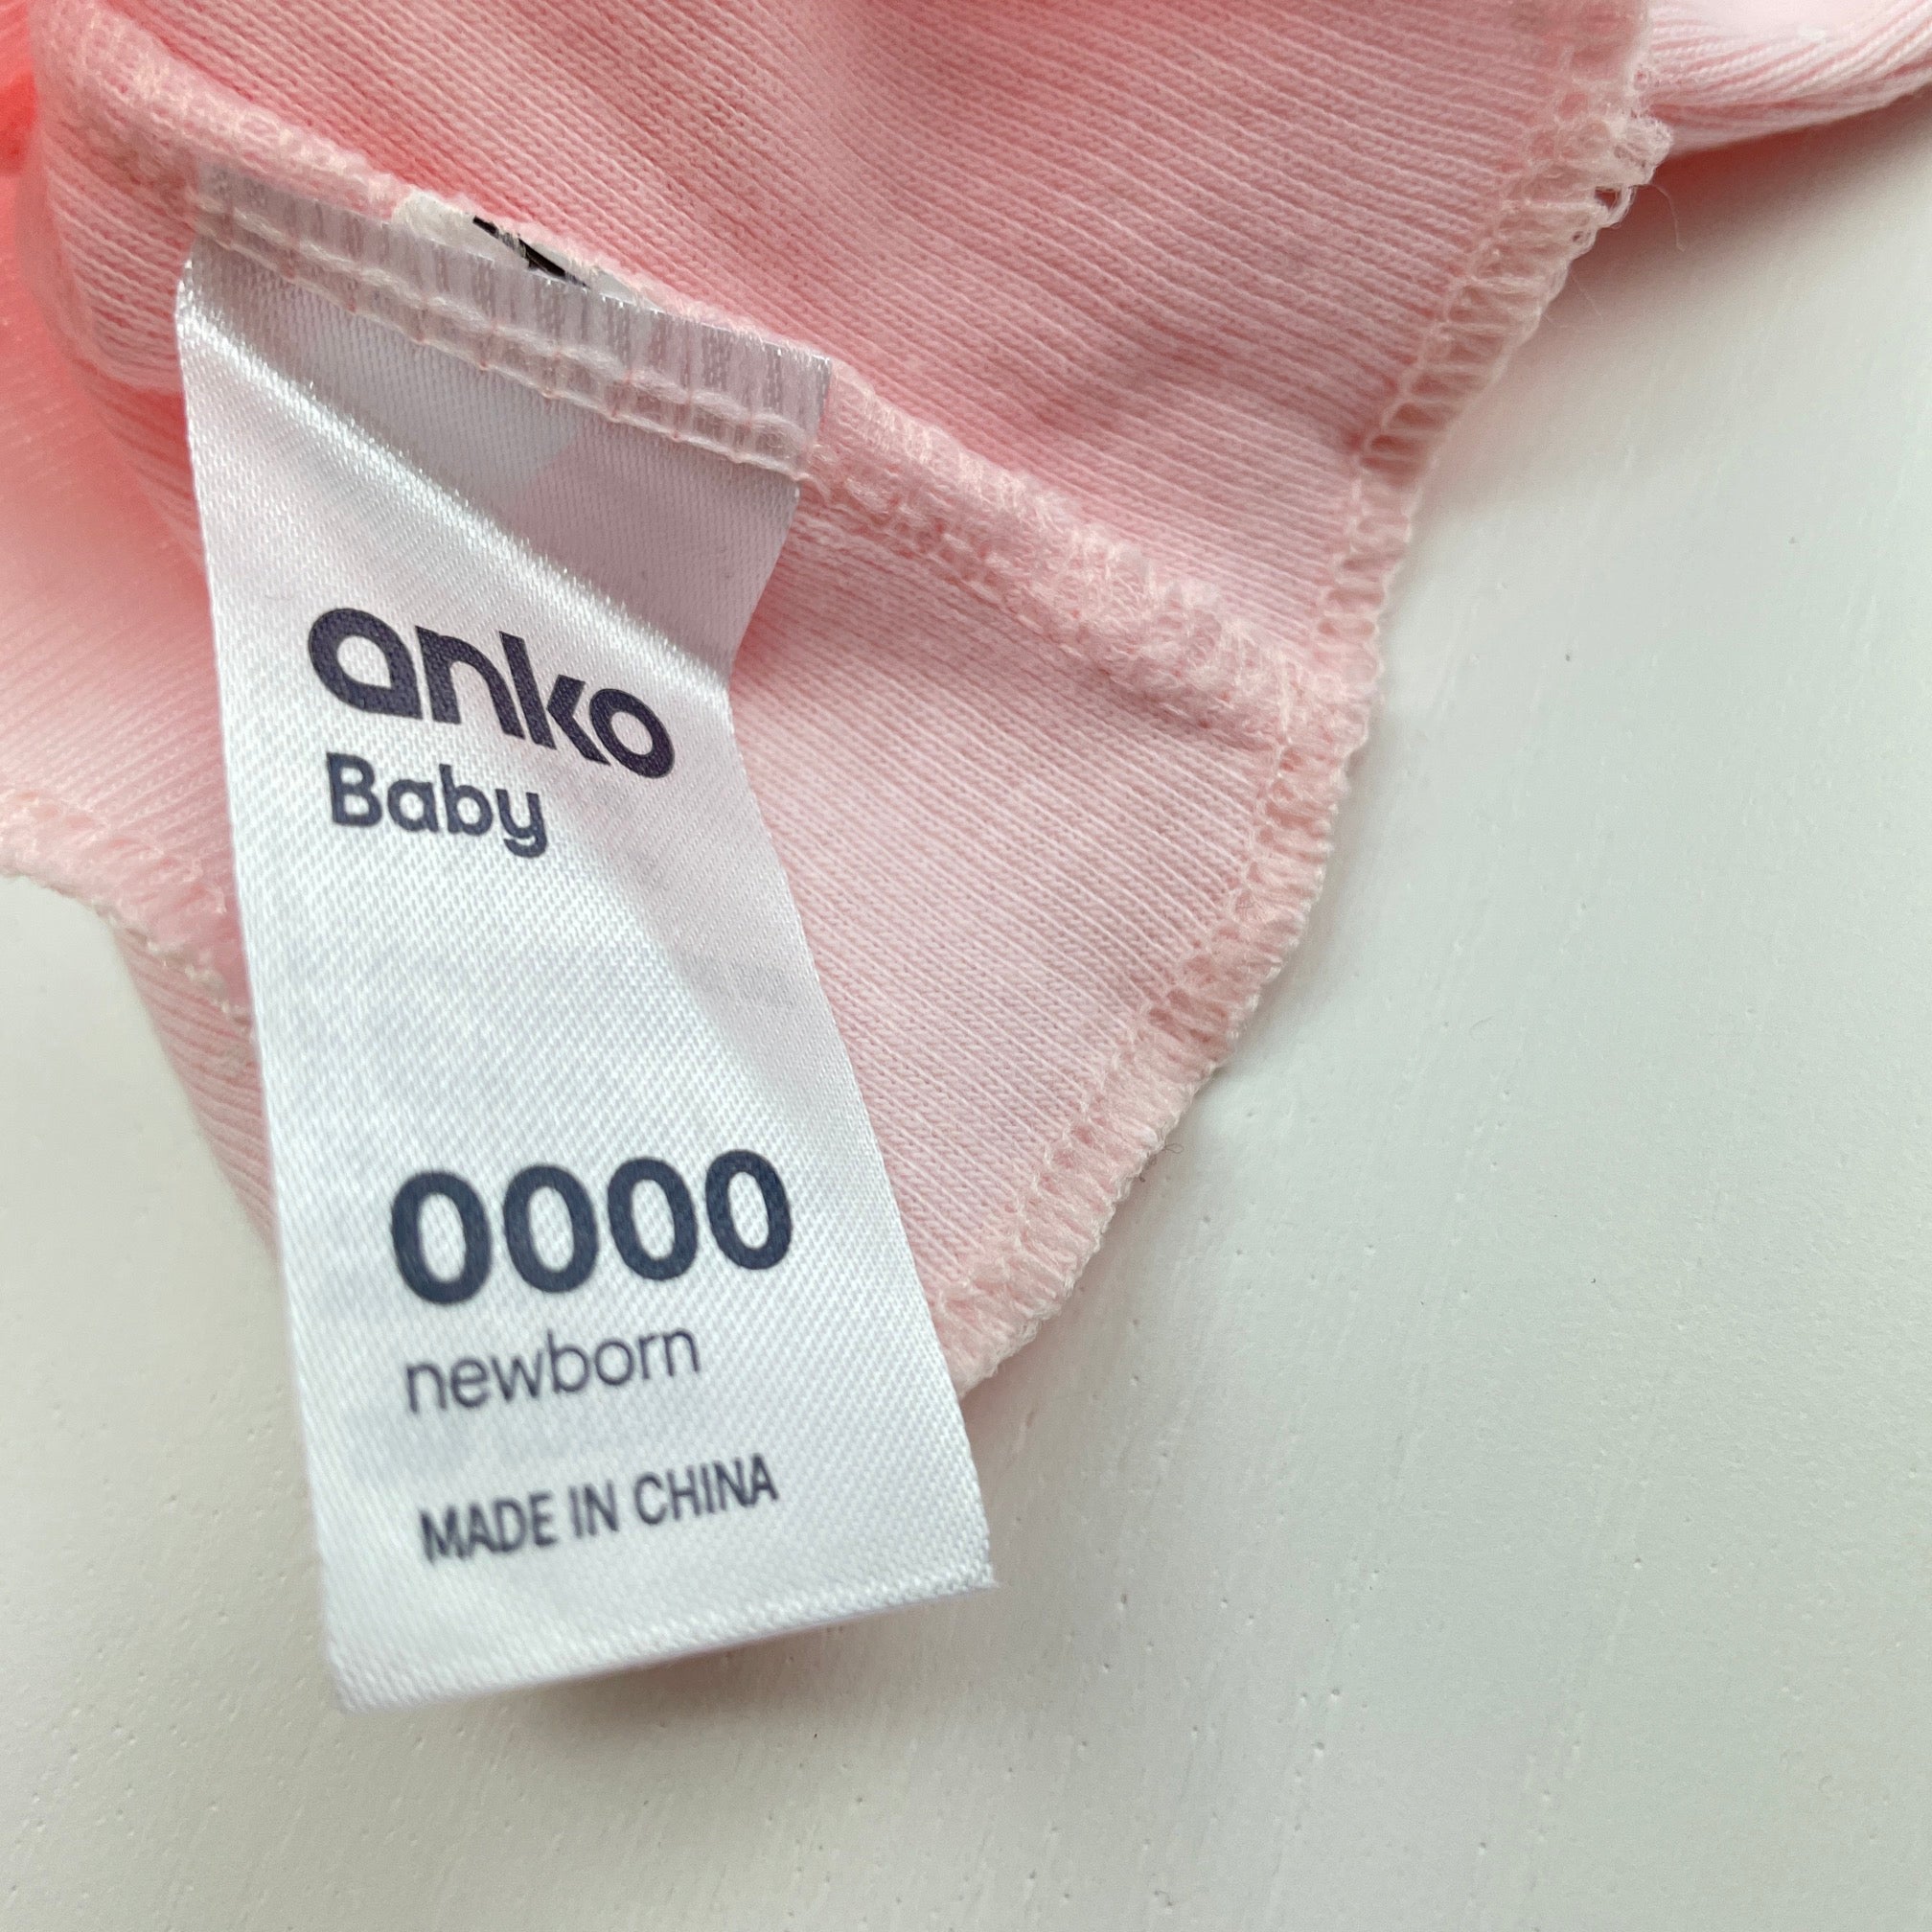 anko
Baby
0000
newborn
MADE IN CHINA